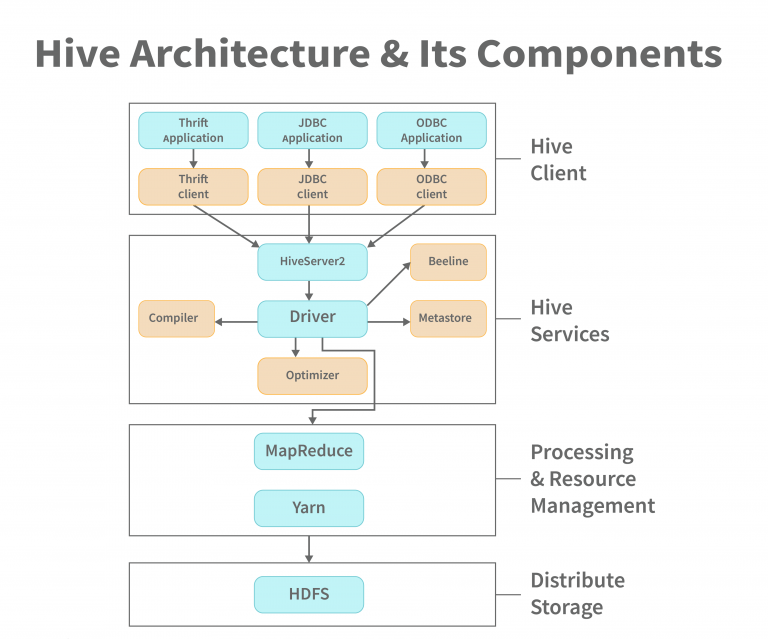 Hive Architecture & Its Components
Thrift
Application
JDBC
Application
ODBC
Application
Thrift
client
JDBC
client
ODBC
client
Hive
Client
HiveServer2
Beeline
Compiler
Driver
Metastore
Optimizer
Hive
Services
MapReduce
Yarn
Processing
& Resource
Management
HDFS
Distribute
Storage